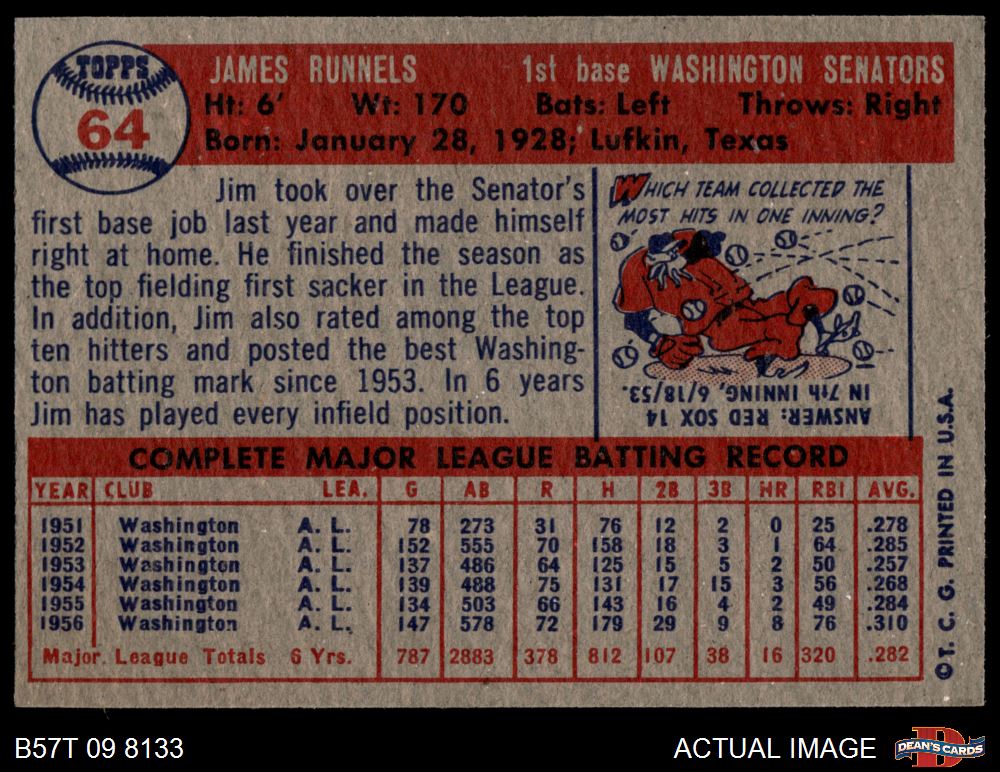 TOPPS
64
JAMES RUNNELS 1st base WASHINGTON SENATORS
Ht: 6' Wt: 170 Bats: Left Throws: Right
Born: January 28, 1928; Lufkin, Texas
Jim took over the Senator's
first base job last year and made himself
right at home. He finished the season as
the top fielding first sacker in the League.
In addition, Jim also rated among the top
ten hitters and posted the best Washing-
ton batting mark since 1953. In 6 years
Jim has played every infield position.
WHICH TEAM COLLECTED THE
MOST HITS IN ONE INNING?
ANSWER: RED SOX 14
IN 7th INNING, 6/18/53.
COMPLETE MAJOR LEAGUE BATTING RECORD
YEAR CLUB LEA. G AB R H 2B 3B HR RBI AVG.
1951 Washington A. L. 78 273 31 76 12 2 0 25 .278
1952 Washington A. L. 152 555 70 158 18 3 1 64 .285
1953 Washington A. L. 137 486 64 125 15 5 2 50 .257
1954 Washington A. L. 139 488 75 131 17 15 3 56 .268
1955 Washington A. L. 134 503 66 143 16 4 2 49 .284
1956 Washington A. L. 147 578 72 179 29 9 8 76 .310
Major League Totals 6 Yrs. 787 2883 378 812 107 38 16 320 .282
©T. C. G. PRINTED IN U.S.A.
B57T 09 8133
ACTUAL IMAGE
DEAN'S CARDS